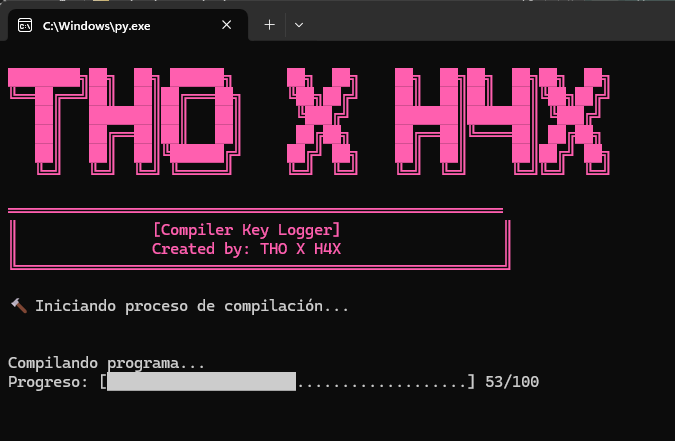 C:\Windows\py.exe
THO X H4X
[Compiler Key Logger]
Created by: THO X H4X
🔨 Iniciando proceso de compilación...
Compilando programa...
Progreso: [█████████████████████...................] 53/100